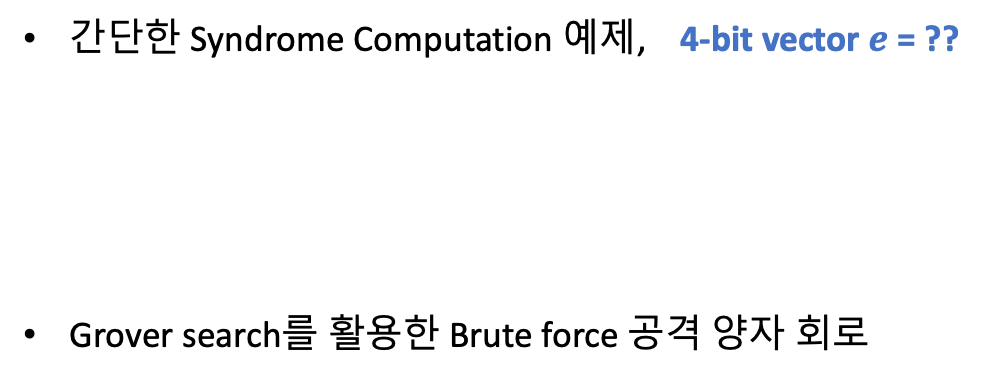 • 간단한 Syndrome Computation 예제, 4-bit vector e = ??
• Grover search를 활용한 Brute force 공격 양자 회로